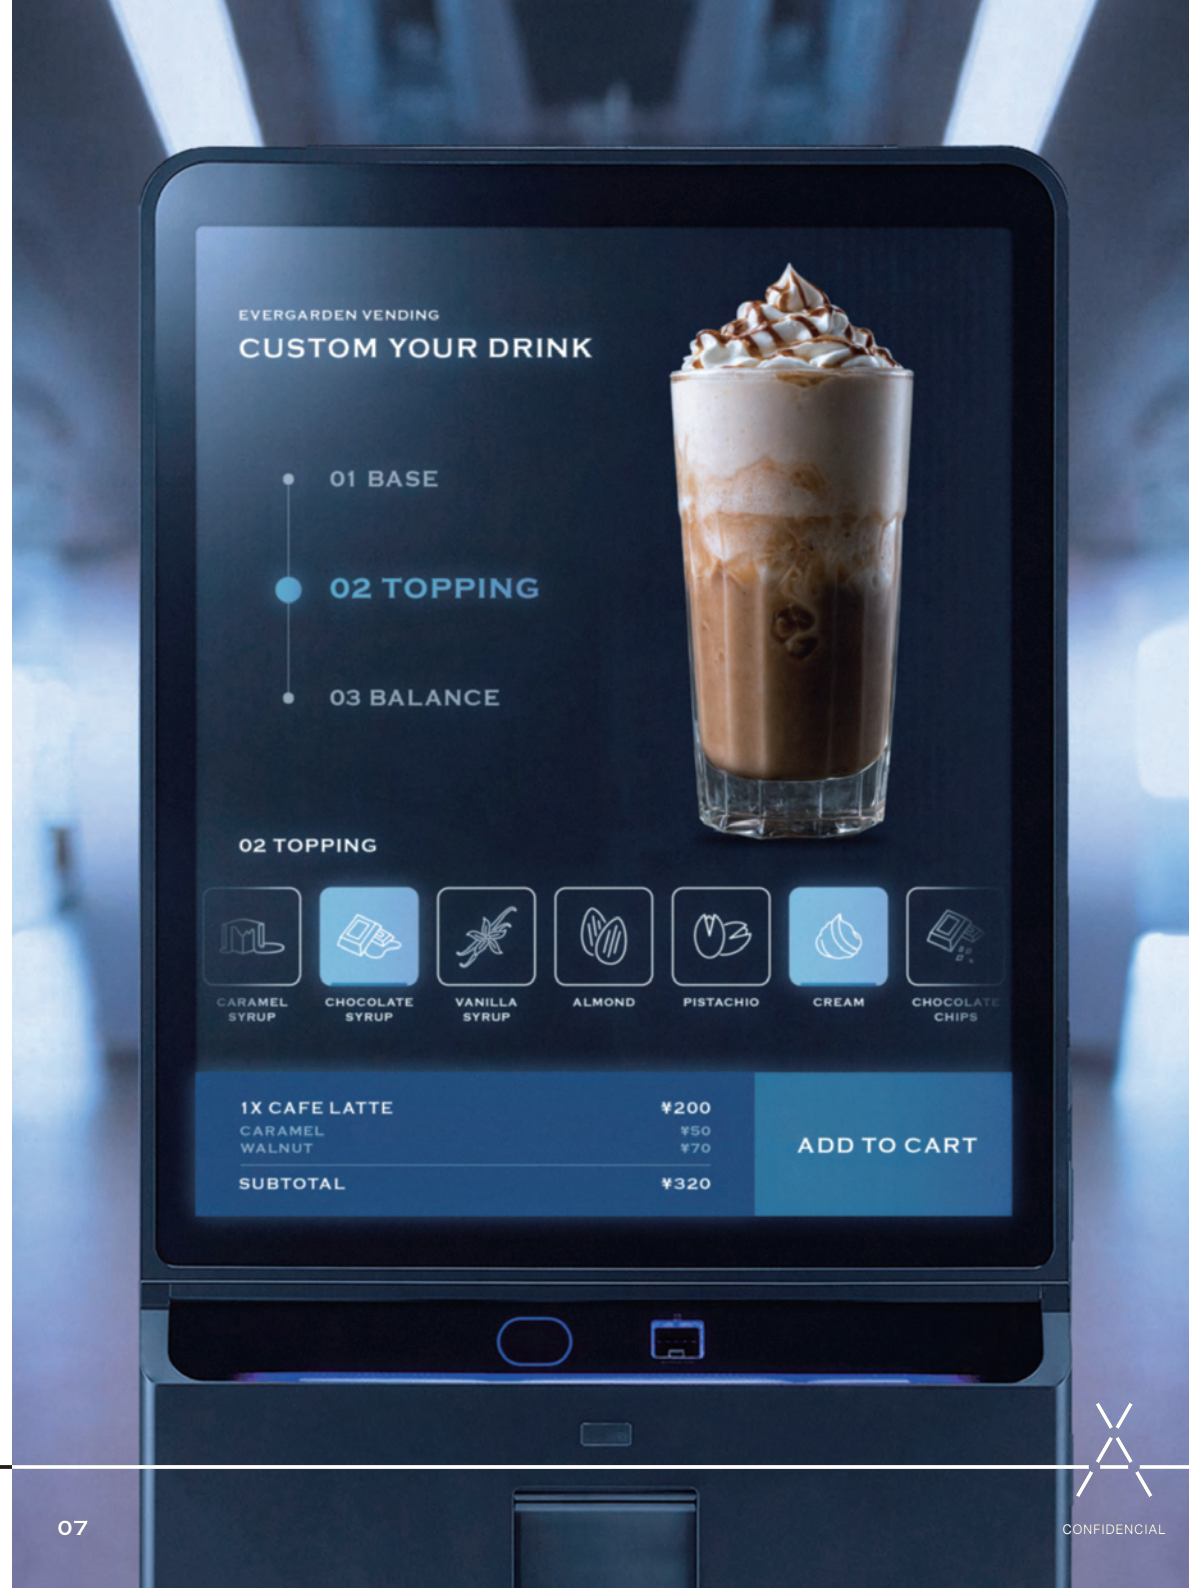 EVERGARDEN VENDING
CUSTOM YOUR DRINK
01 BASE
02 TOPPING
03 BALANCE
02 TOPPING
CARAMEL
SYRUP
CHOCOLATE
SYRUP
VANILLA
SYRUP
ALMOND
PISTACHIO
CREAM
CHOCOLATE
CHIPS
1X CAFE LATTE ¥200
CARAMEL ¥50
WALNUT ¥70
SUBTOTAL ¥320
ADD TO CART
07
CONFIDENCIAL